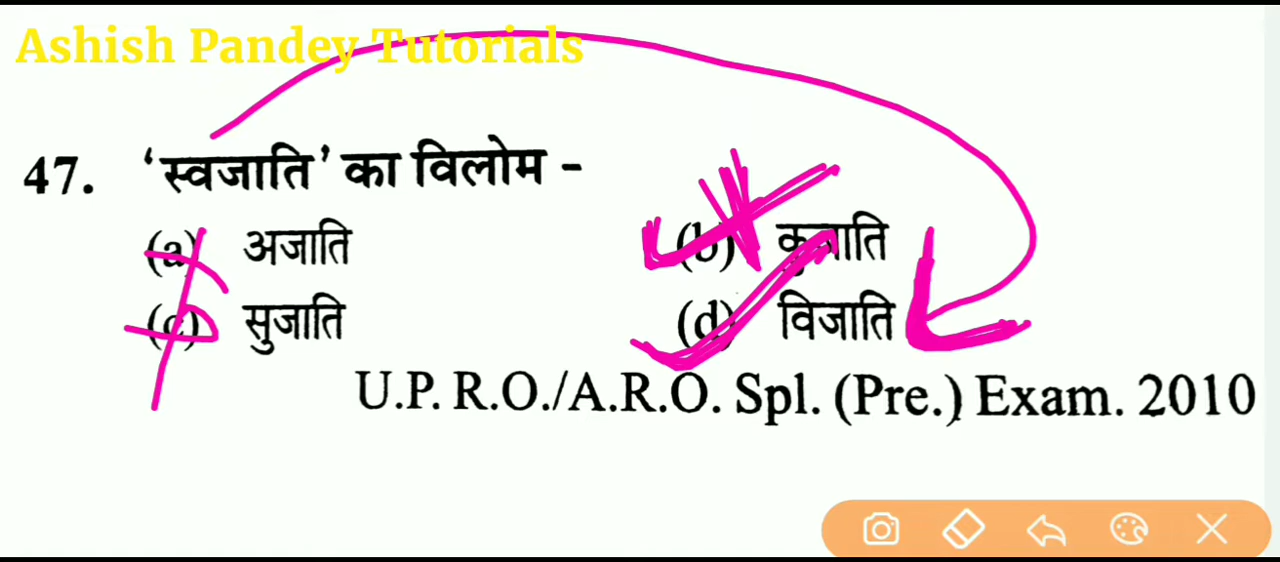 Ashish Pandey Tutorials
47. ‘स्वजाति’ का विलोम -
(a) अजाति (b) कुजाति
(c) सुजाति (d) विजाति
U.P. R.O./A.R.O. Spl. (Pre.) Exam. 2010